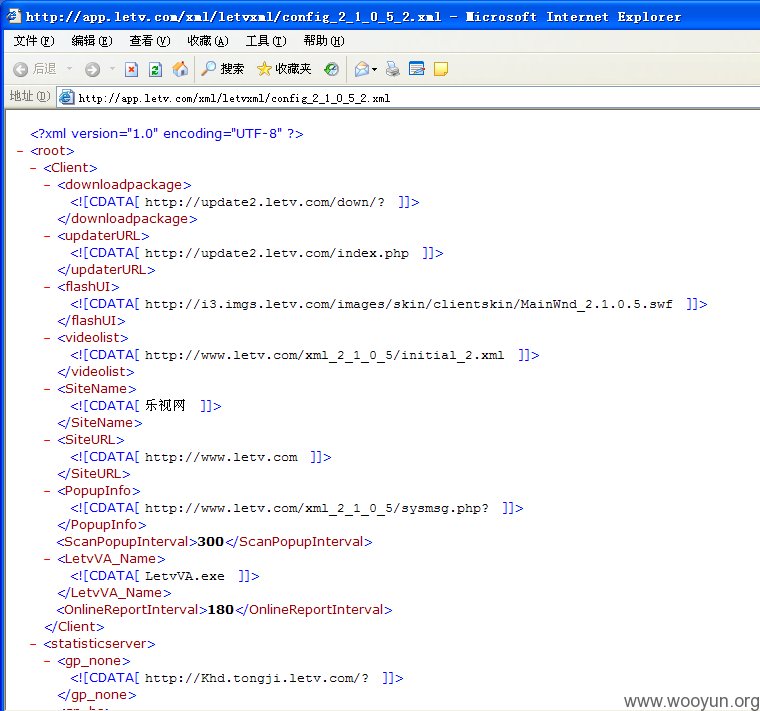 http://app.letv.com/xml/letvxml/config_2_1_0_5_2.xml - Microsoft Internet Explorer
文件(F) 编辑(E) 查看(V) 收藏(A) 工具(T) 帮助(H)
后退 搜索 收藏夹
地址(D) http://app.letv.com/xml/letvxml/config_2_1_0_5_2.xml
<?xml version="1.0" encoding="UTF-8" ?>
- <root>
- <Client>
- <downloadpackage>
<![CDATA[ http://update2.letv.com/down/? ]]>
</downloadpackage>
- <updaterURL>
<![CDATA[ http://update2.letv.com/index.php ]]>
</updaterURL>
- <flashUI>
<![CDATA[ http://i3.imgs.letv.com/images/skin/clientskin/MainWnd_2.1.0.5.swf ]]>
</flashUI>
- <videolist>
<![CDATA[ http://www.letv.com/xml_2_1_0_5/initial_2.xml ]]>
</videolist>
- <SiteName>
<![CDATA[ 乐视网 ]]>
</SiteName>
- <SiteURL>
<![CDATA[ http://www.letv.com ]]>
</SiteURL>
- <PopupInfo>
<![CDATA[ http://www.letv.com/xml_2_1_0_5/sysmsg.php? ]]>
</PopupInfo>
<ScanPopupInterval>300</ScanPopupInterval>
- <LetvVA_Name>
<![CDATA[ LetvVA.exe ]]>
</LetvVA_Name>
<OnlineReportInterval>180</OnlineReportInterval>
</Client>
- <statisticserver>
- <gp_none>
<![CDATA[ http://Khd.tongji.letv.com/? ]]>
</gp_none>
www.wooyun.org